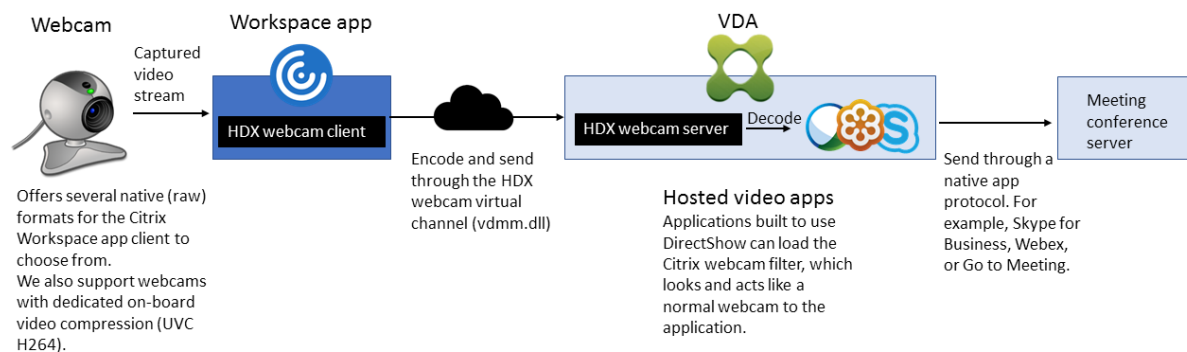 Webcam
Captured
video
stream
Offers several native (raw)
formats for the Citrix
Workspace app client to
choose from.
We also support webcams
with dedicated on-board
video compression (UVC
H264).
Workspace app
HDX webcam client
Encode and send
through the HDX
webcam virtual
channel (vdmm.dll)
VDA
HDX webcam server
Decode
S
Hosted video apps
Applications built to use
DirectShow can load the
Citrix webcam filter, which
looks and acts like a
normal webcam to the
application.
Send through a
native app
protocol. For
example, Skype for
Business, Webex,
or Go to Meeting.
Meeting
conference
server